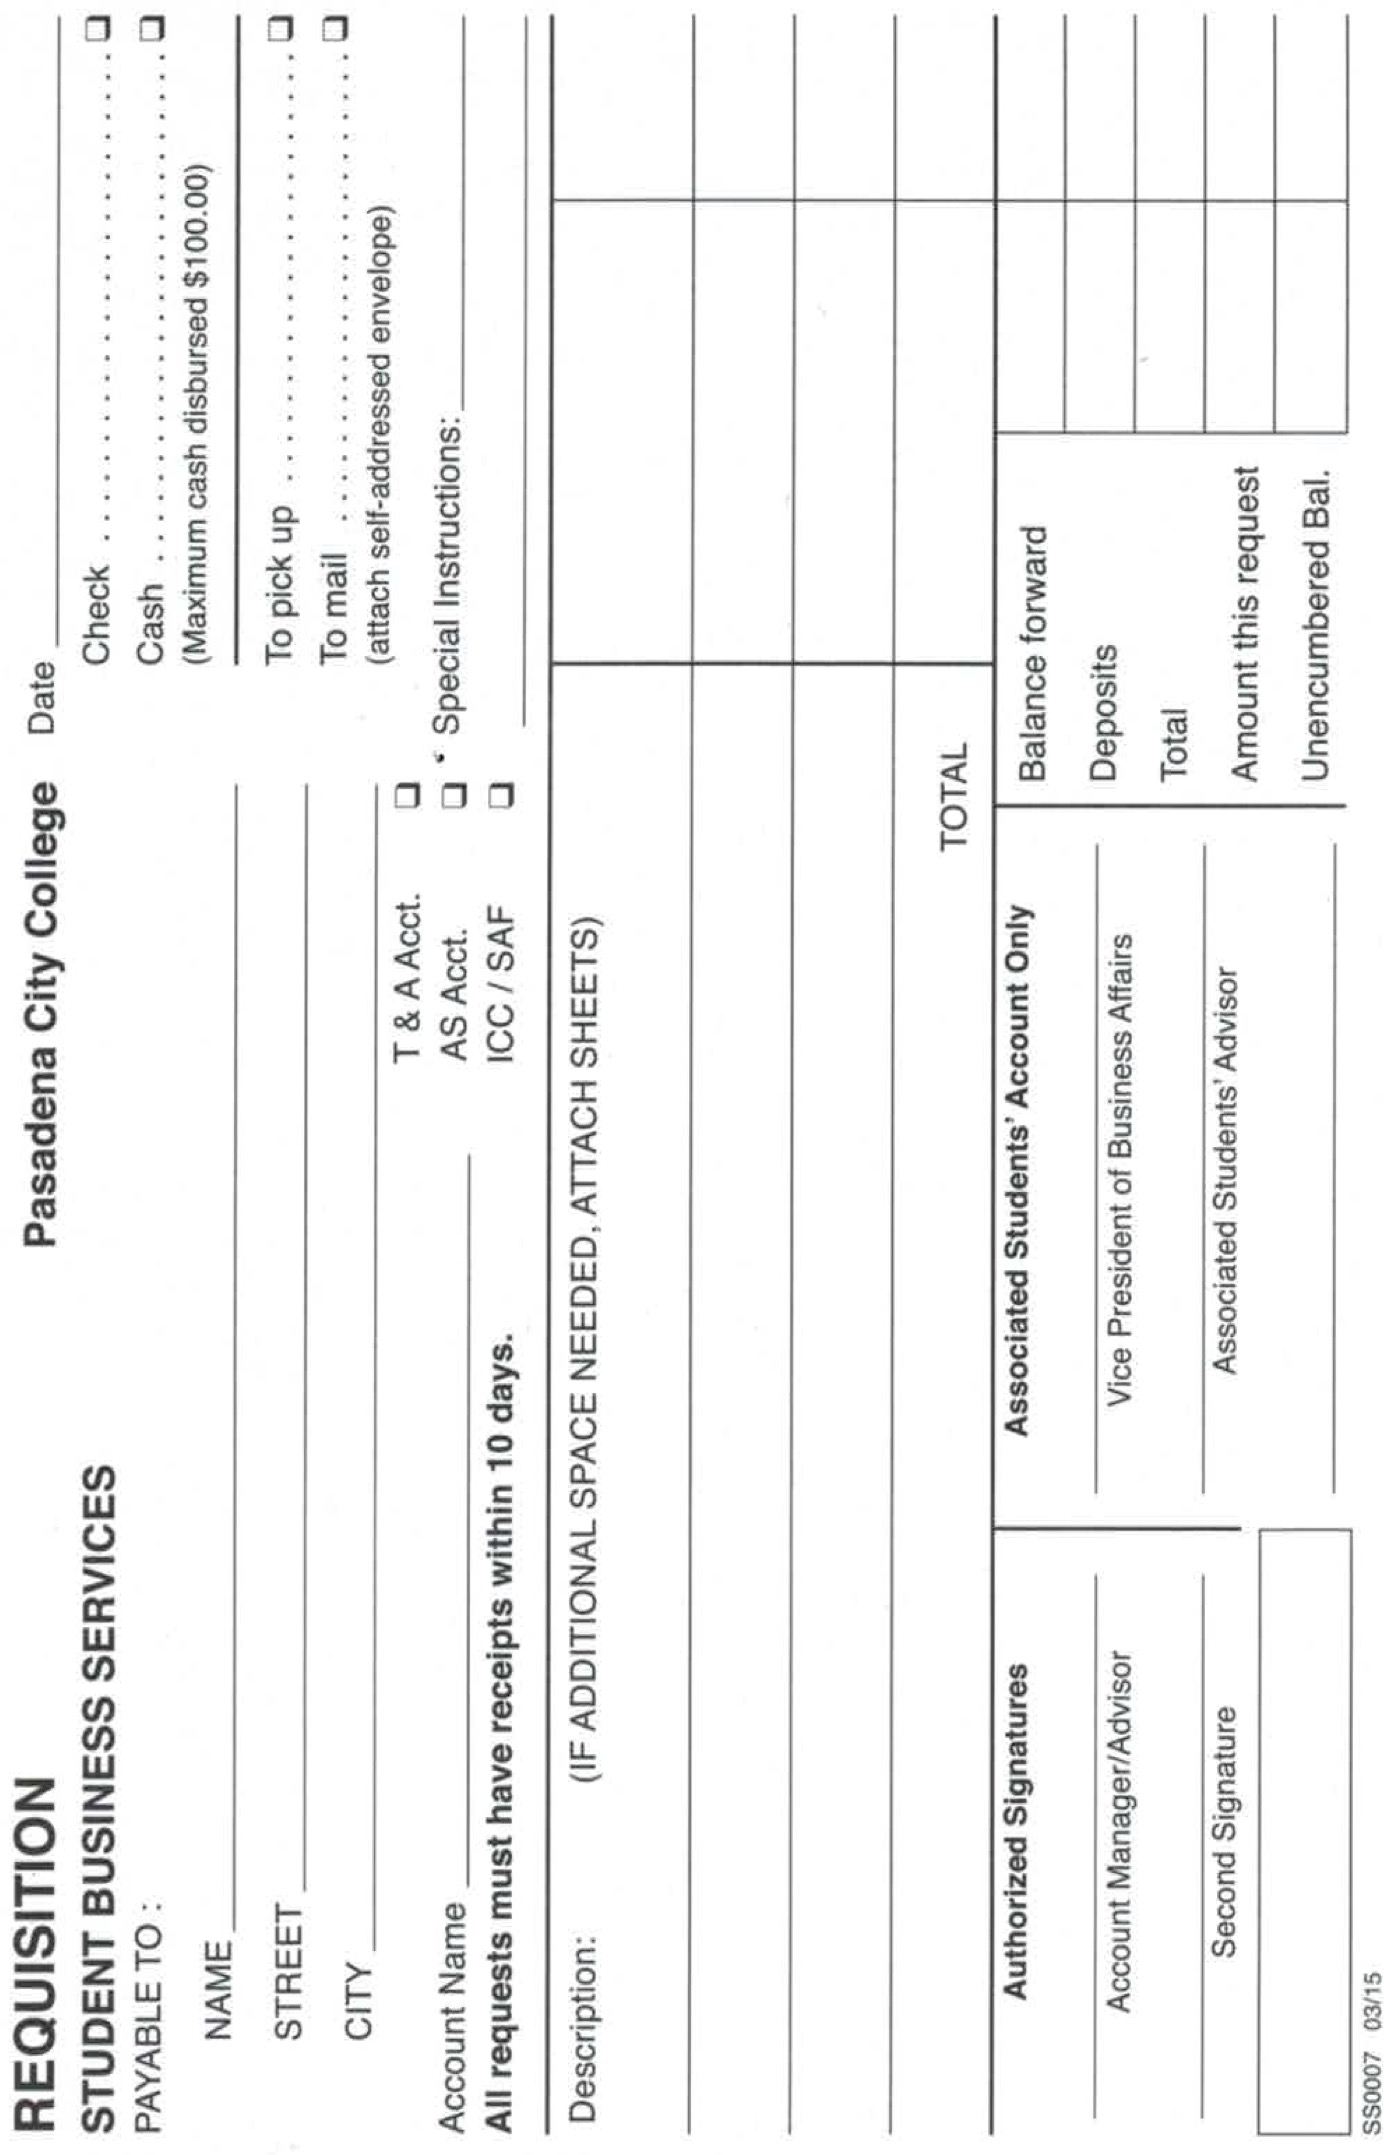 REQUISITION
Pasadena City College
Date
STUDENT BUSINESS SERVICES
PAYABLE TO :
NAME
STREET
CITY
Check
Cash
(Maximum cash disbursed $100.00)
To pick up
To mail
(attach self-addressed envelope)
T & A Acct.
Account Name
AS Acct.
Special Instructions:
All requests must have receipts within 10 days.
ICC / SAF
Description: (IF ADDITIONAL SPACE NEEDED, ATTACH SHEETS)
TOTAL
Authorized Signatures
Account Manager/Advisor
Second Signature
Associated Students' Account Only
Vice President of Business Affairs
Associated Students' Advisor
Balance forward
Deposits
Total
Amount this request
Unencumbered Bal.
SS0007 03/15